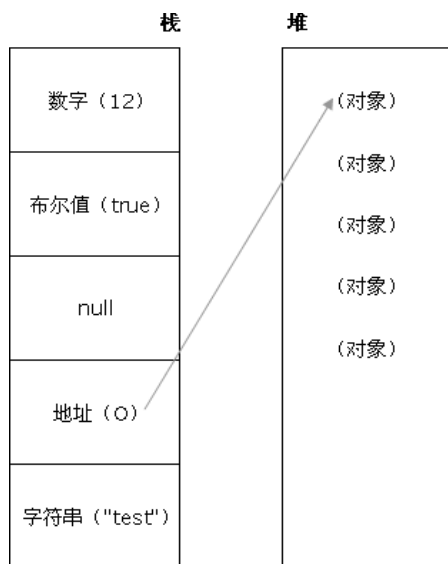 栈
堆
数字（12）
布尔值（true）
null
地址（0）
字符串（"test"）
(对象)
(对象)
(对象)
(对象)
(对象)